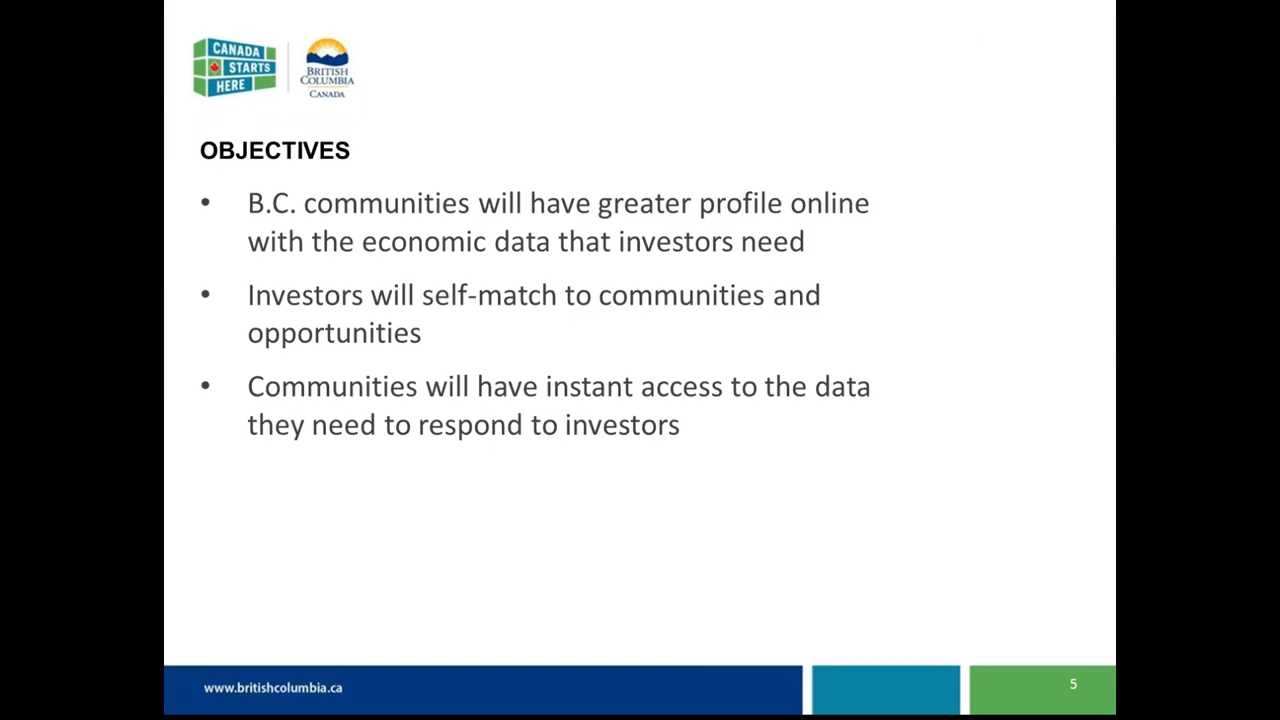 CANADA
STARTS
HERE
BRITISH
COLUMBIA
CANADA
OBJECTIVES
• B.C. communities will have greater profile online
with the economic data that investors need
• Investors will self-match to communities and
opportunities
• Communities will have instant access to the data
they need to respond to investors
www.britishcolumbia.ca
5